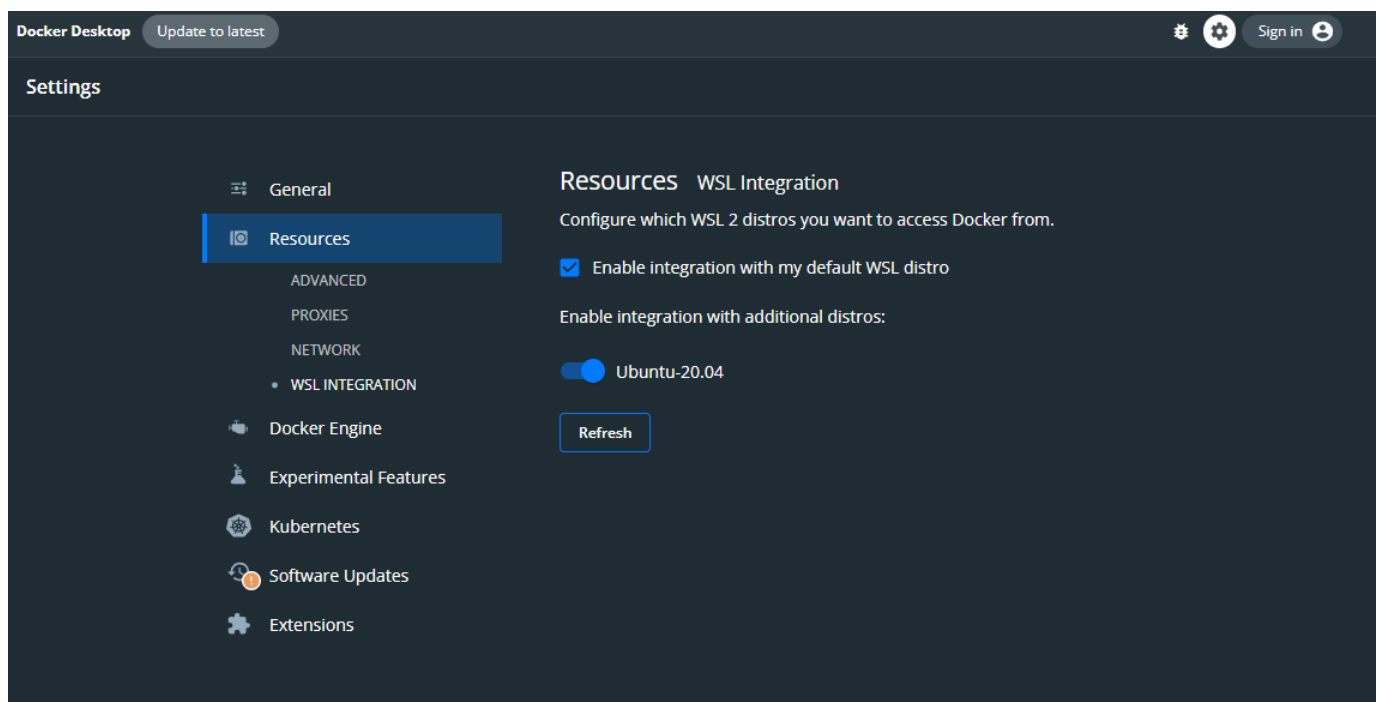 Docker Desktop Update to latest Sign in
Settings
General
Resources
ADVANCED
PROXIES
NETWORK
WSL INTEGRATION
Docker Engine
Experimental Features
Kubernetes
Software Updates
Extensions
Resources WSL Integration
Configure which WSL 2 distros you want to access Docker from.
Enable integration with my default WSL distro
Enable integration with additional distros:
Ubuntu-20.04
Refresh